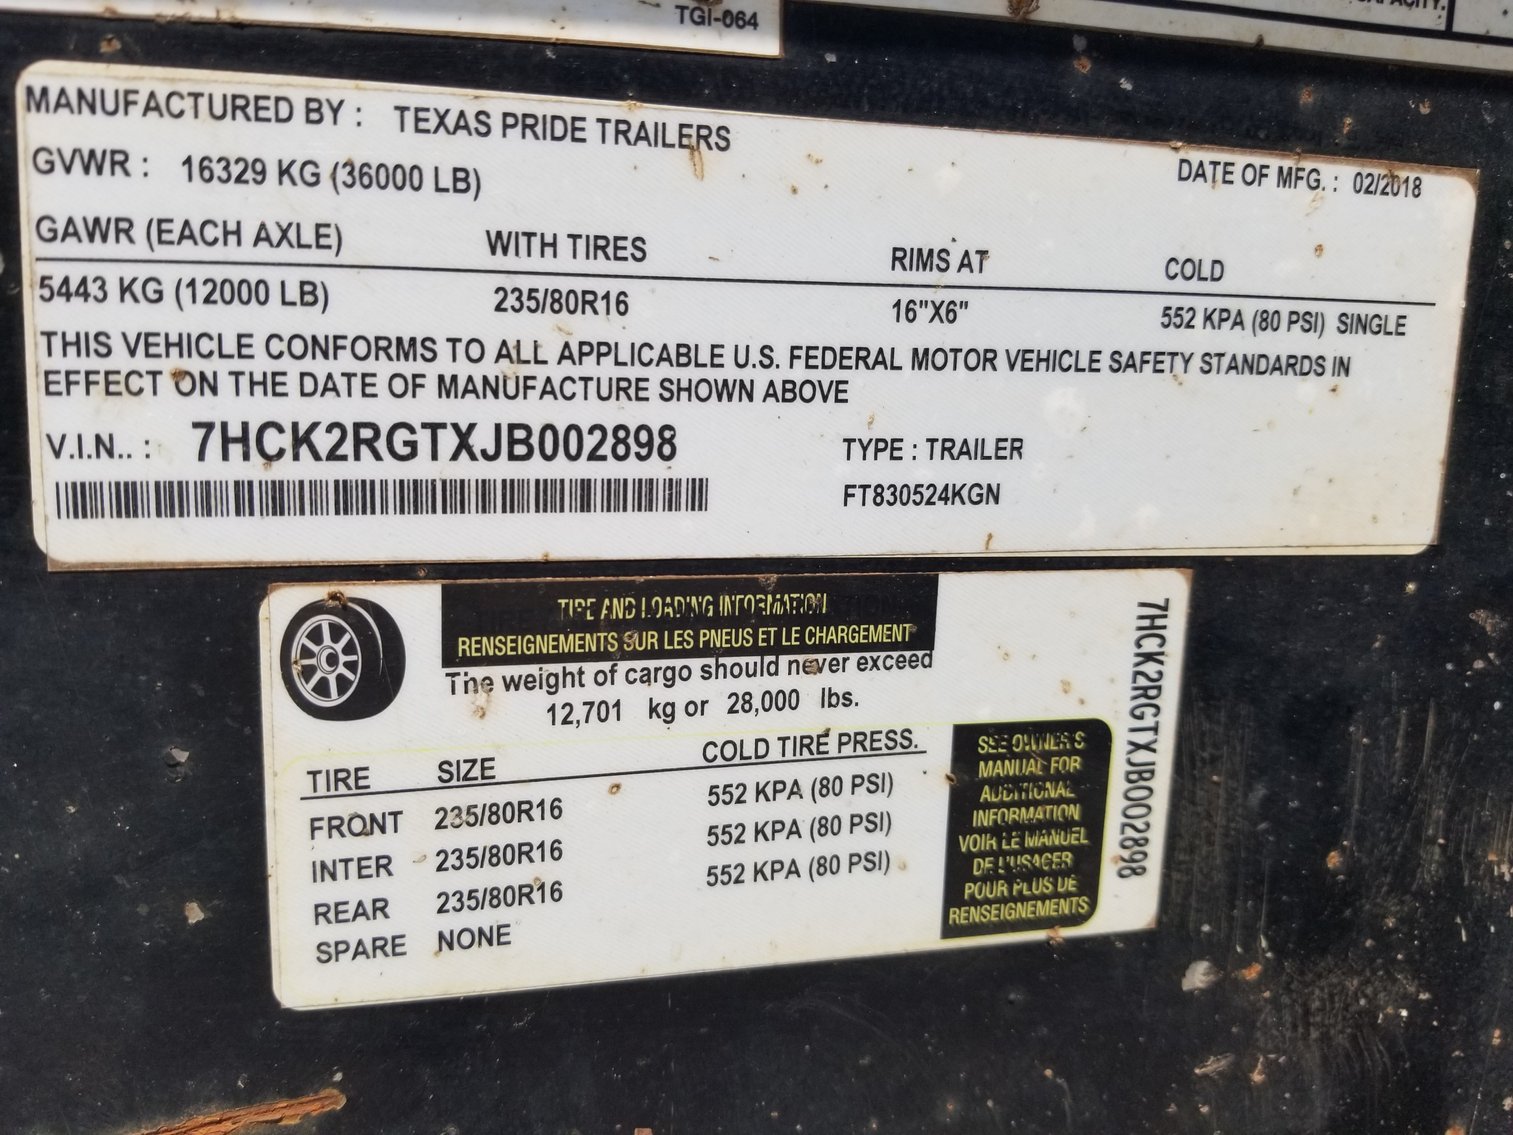 TGI-064
CAPACITY.
MANUFACTURED BY : TEXAS PRIDE TRAILERS
GVWR : 16329 KG (36000 LB) DATE OF MFG. : 02/2018
GAWR (EACH AXLE) WITH TIRES RIMS AT COLD
5443 KG (12000 LB) 235/80R16 16"X6" 552 KPA (80 PSI) SINGLE
THIS VEHICLE CONFORMS TO ALL APPLICABLE U.S. FEDERAL MOTOR VEHICLE SAFETY STANDARDS IN
EFFECT ON THE DATE OF MANUFACTURE SHOWN ABOVE
V.I.N.. : 7HCK2RGTXJB002898 TYPE : TRAILER
FT830524KGN
TIRE AND LOADING INFORMATION
RENSEIGNEMENTS SUR LES PNEUS ET LE CHARGEMENT
The weight of cargo should never exceed
12,701 kg or 28,000 lbs.
TIRE SIZE COLD TIRE PRESS.
FRONT 235/80R16 552 KPA (80 PSI)
INTER 235/80R16 552 KPA (80 PSI)
REAR 235/80R16 552 KPA (80 PSI)
SPARE NONE
SEE OWNER'S
MANUAL FOR
ADDITIONAL
INFORMATION
VOIR LE MANUEL
DE L'USAGER
POUR PLUS DE
RENSEIGNEMENTS
7HCK2RGTXJB002898